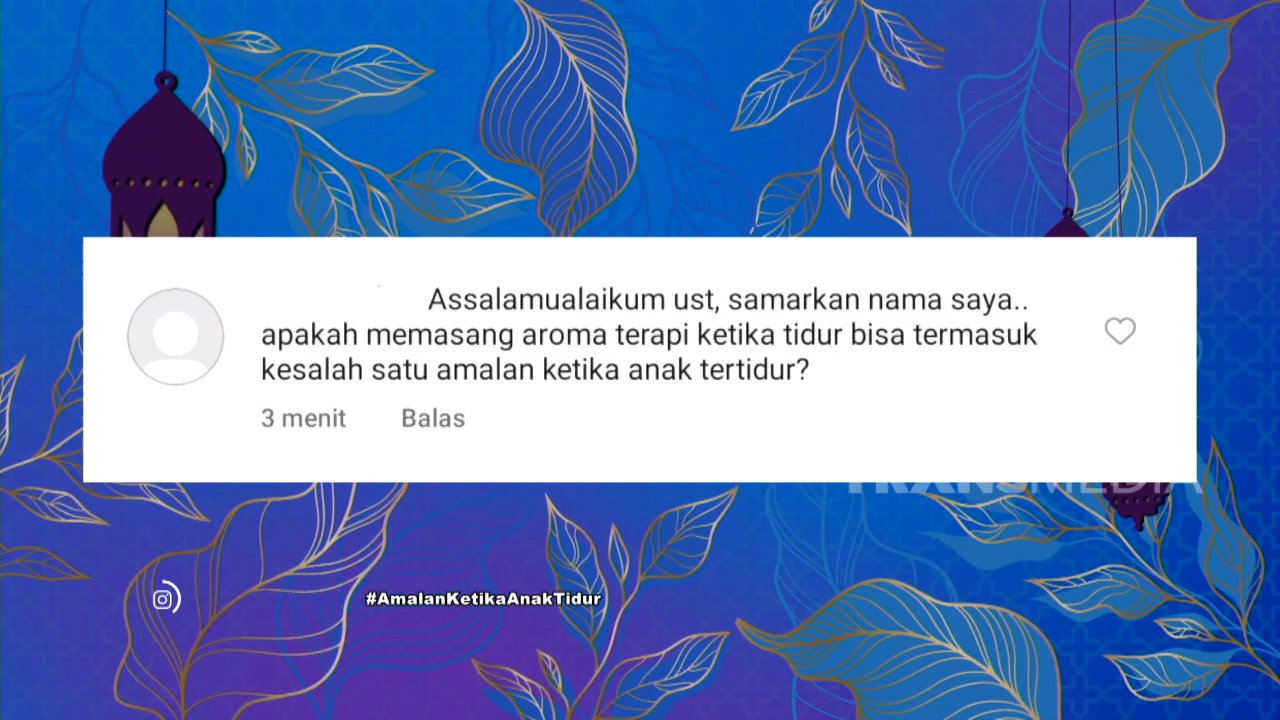 Assalamualaikum ust, samarkan nama saya..
apakah memasang aroma terapi ketika tidur bisa termasuk
kesalah satu amalan ketika anak tertidur?
3 menit Balas
TRANSMEDIA
#AmalanKetikaAnakTidur